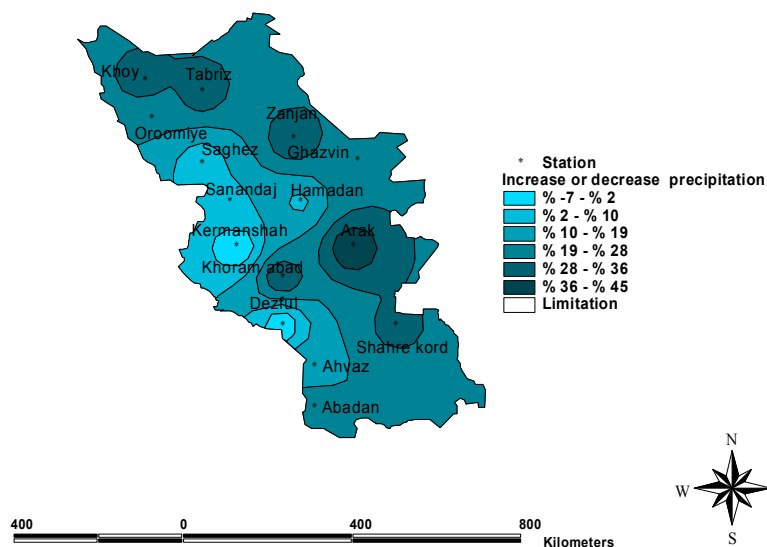 Khoy
Tabriz
Zanjan
Oroomiye
Ghazvin
Saghez
Sanandaj
Hamadan
Kermanshah
Arak
Khoram abad
Dezful
Shahre kord
Ahvaz
Abadan
* Station
Increase or decrease precipitation
% -7 - % 2
% 2 - % 10
% 10 - % 19
% 19 - % 28
% 28 - % 36
% 36 - % 45
Limitation
N
W
E
S
400 0 400 800
Kilometers